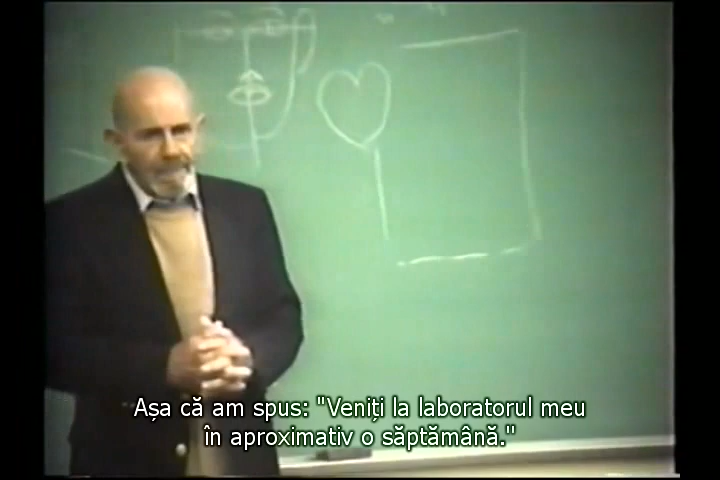 Așa că am spus: "Veniți la laboratorul meu
în aproximativ o săptămână."